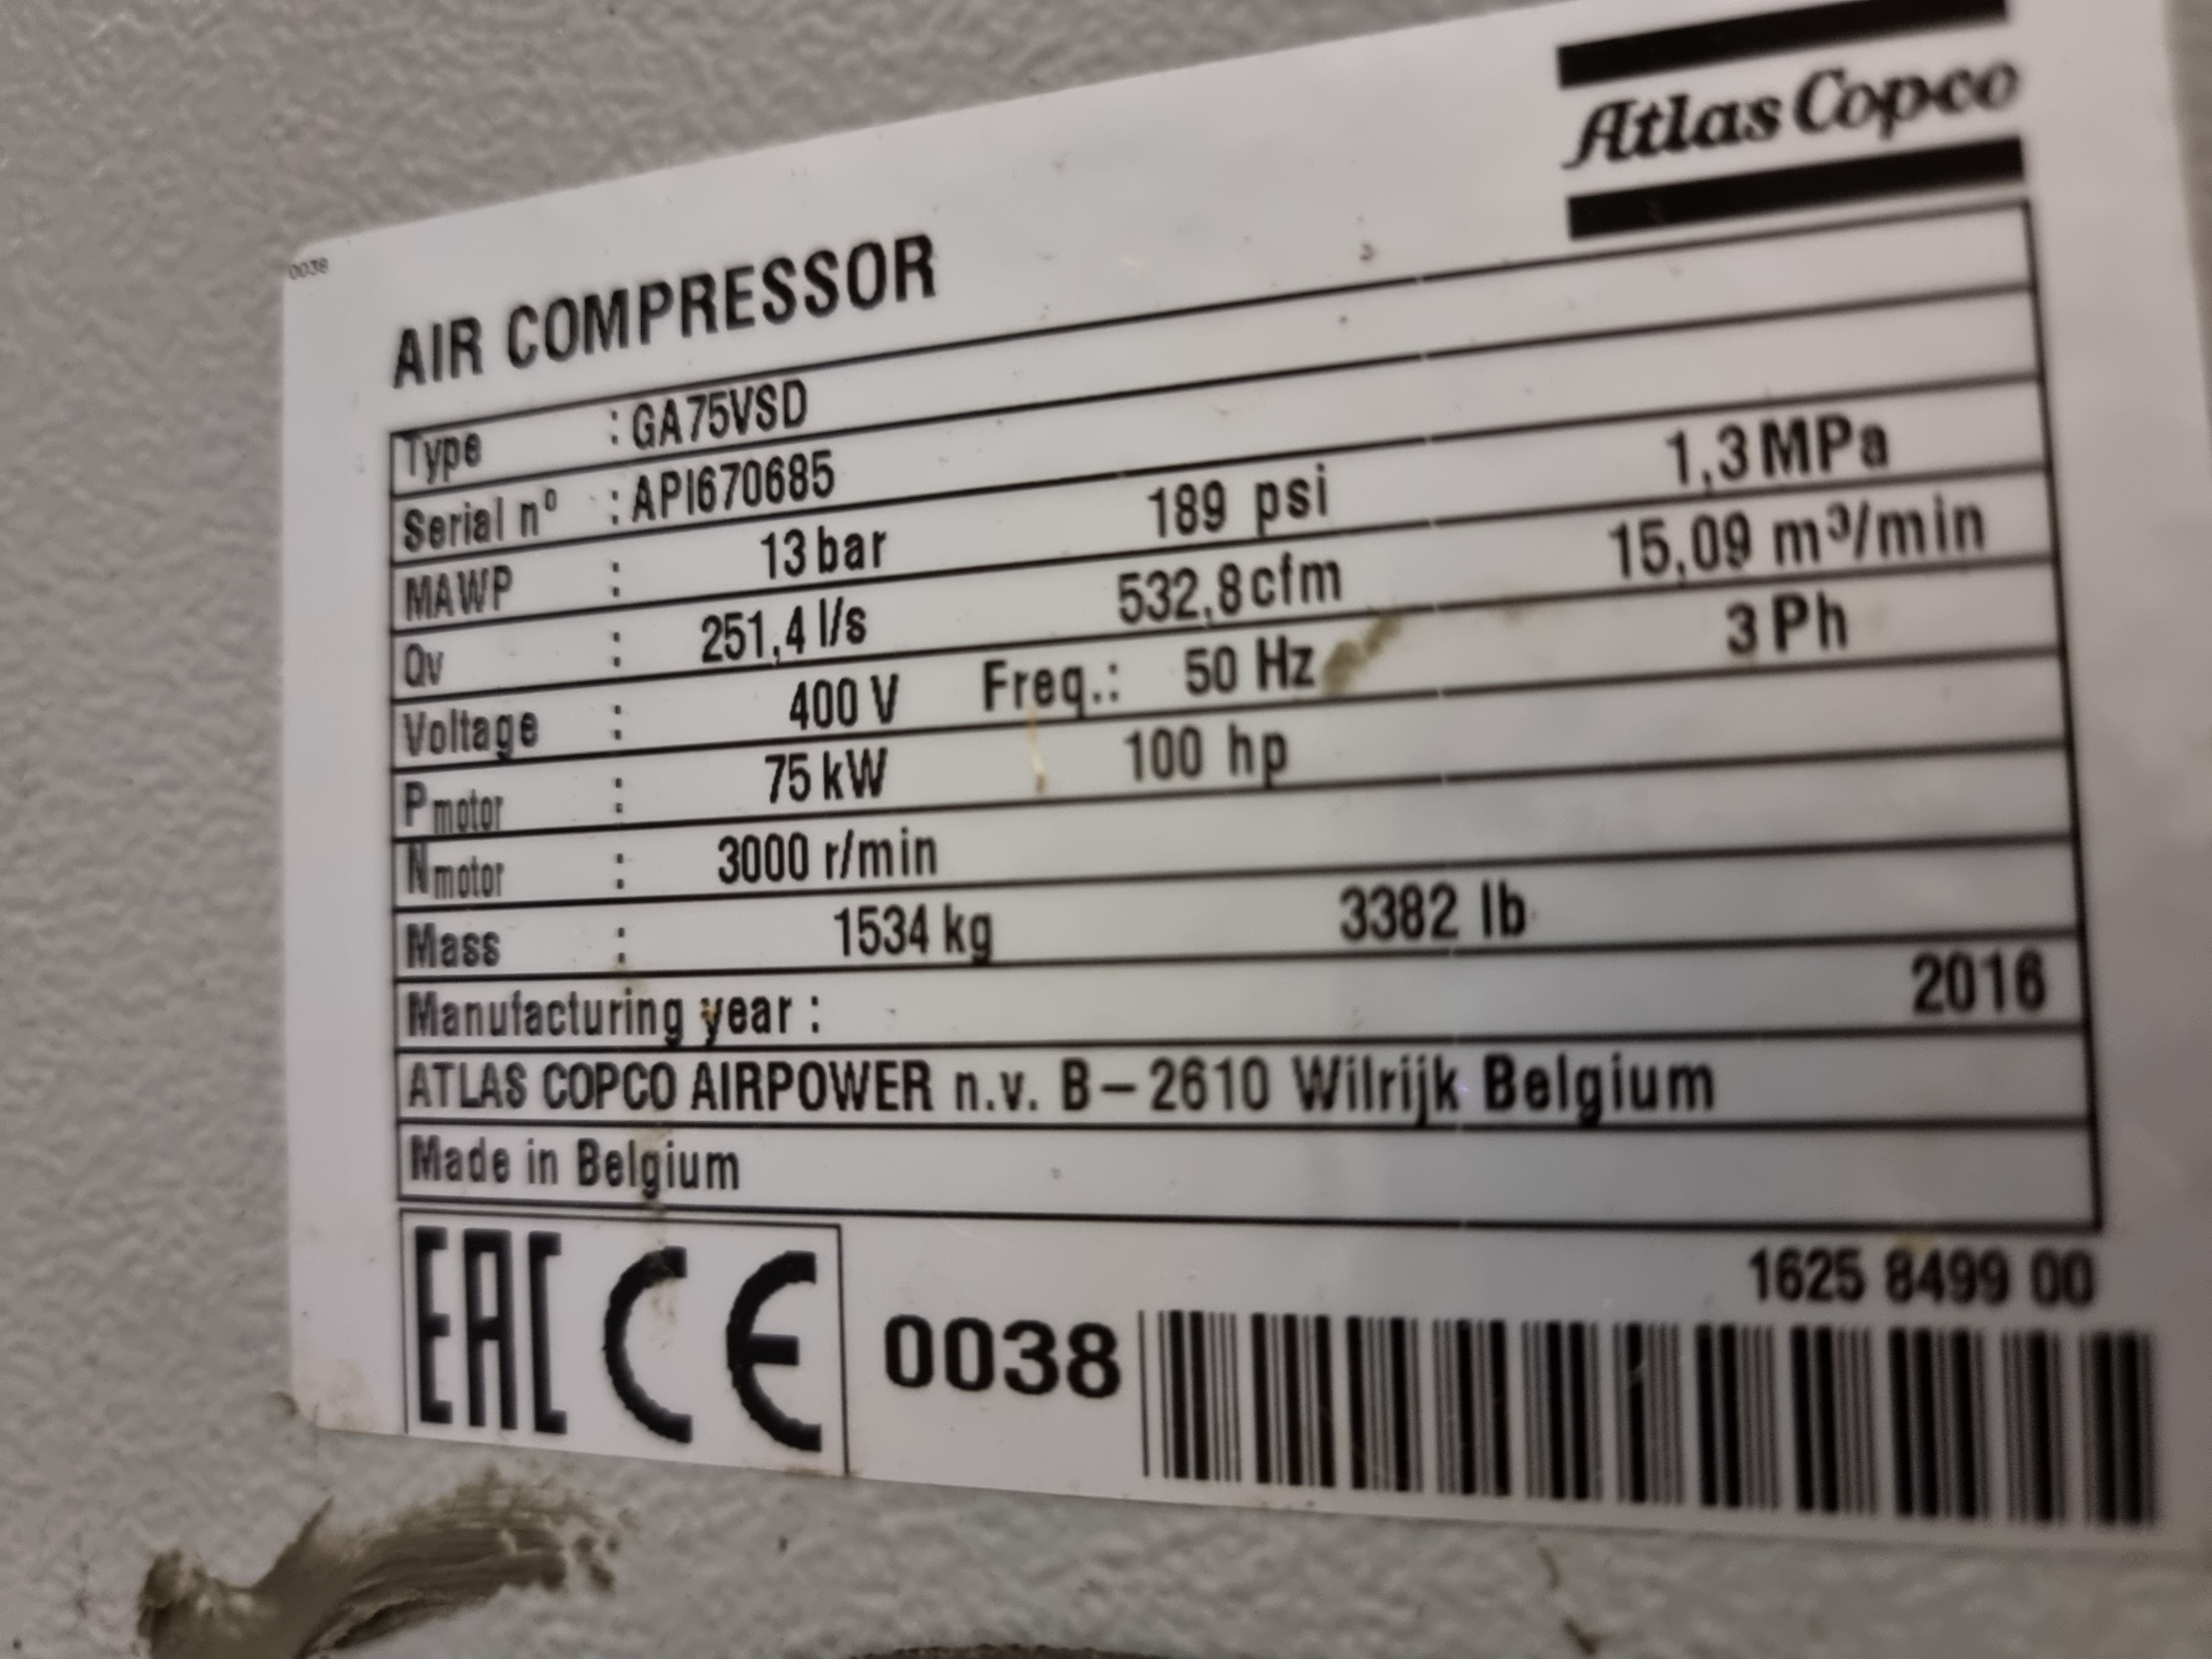 Atlas Copco
0038
AIR COMPRESSOR
Type : GA75VSD
Serial nº : API670685
MAWP : 13 bar 189 psi 1,3 MPa
Qv : 251,4 l/s 532,8 cfm 15,09 m³/min
Voltage : 400 V Freq.: 50 Hz 3 Ph
Pmotor : 75 kW 100 hp
Nmotor : 3000 r/min
Mass : 1534 kg 3382 lb
Manufacturing year : 2016
ATLAS COPCO AIRPOWER n.v. B – 2610 Wilrijk Belgium
Made in Belgium
1625 8499 00
EAC CE 0038